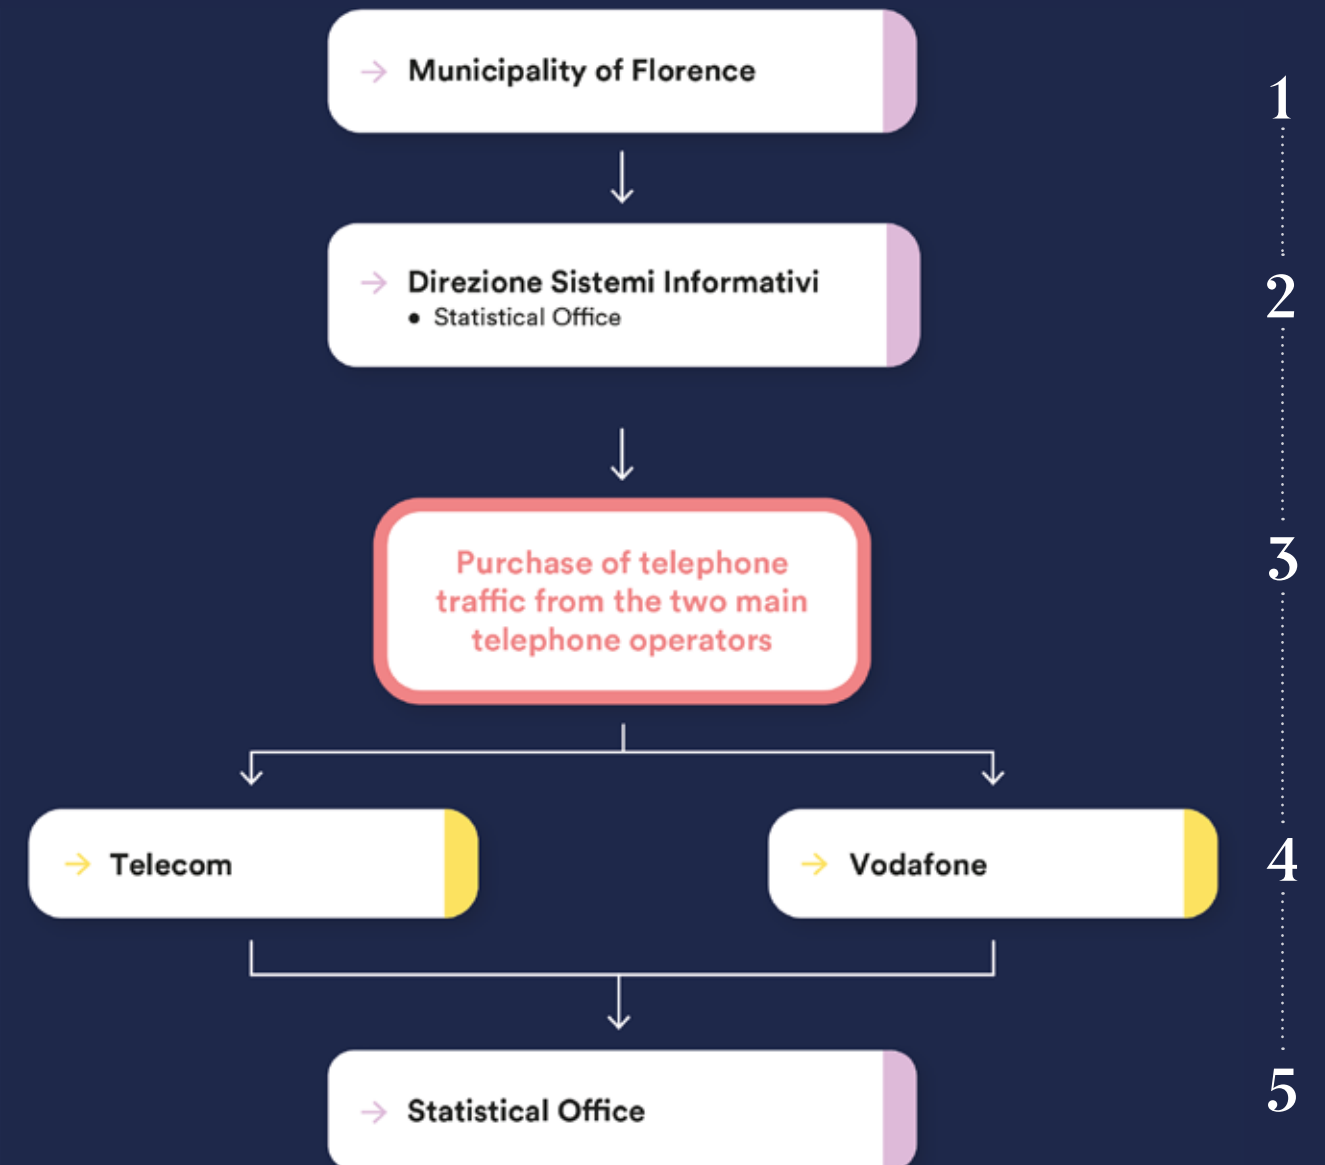 Municipality of Florence
1
Direzione Sistemi Informativi
• Statistical Office
2
Purchase of telephone
traffic from the two main
telephone operators
3
Telecom
Vodafone
4
Statistical Office
5